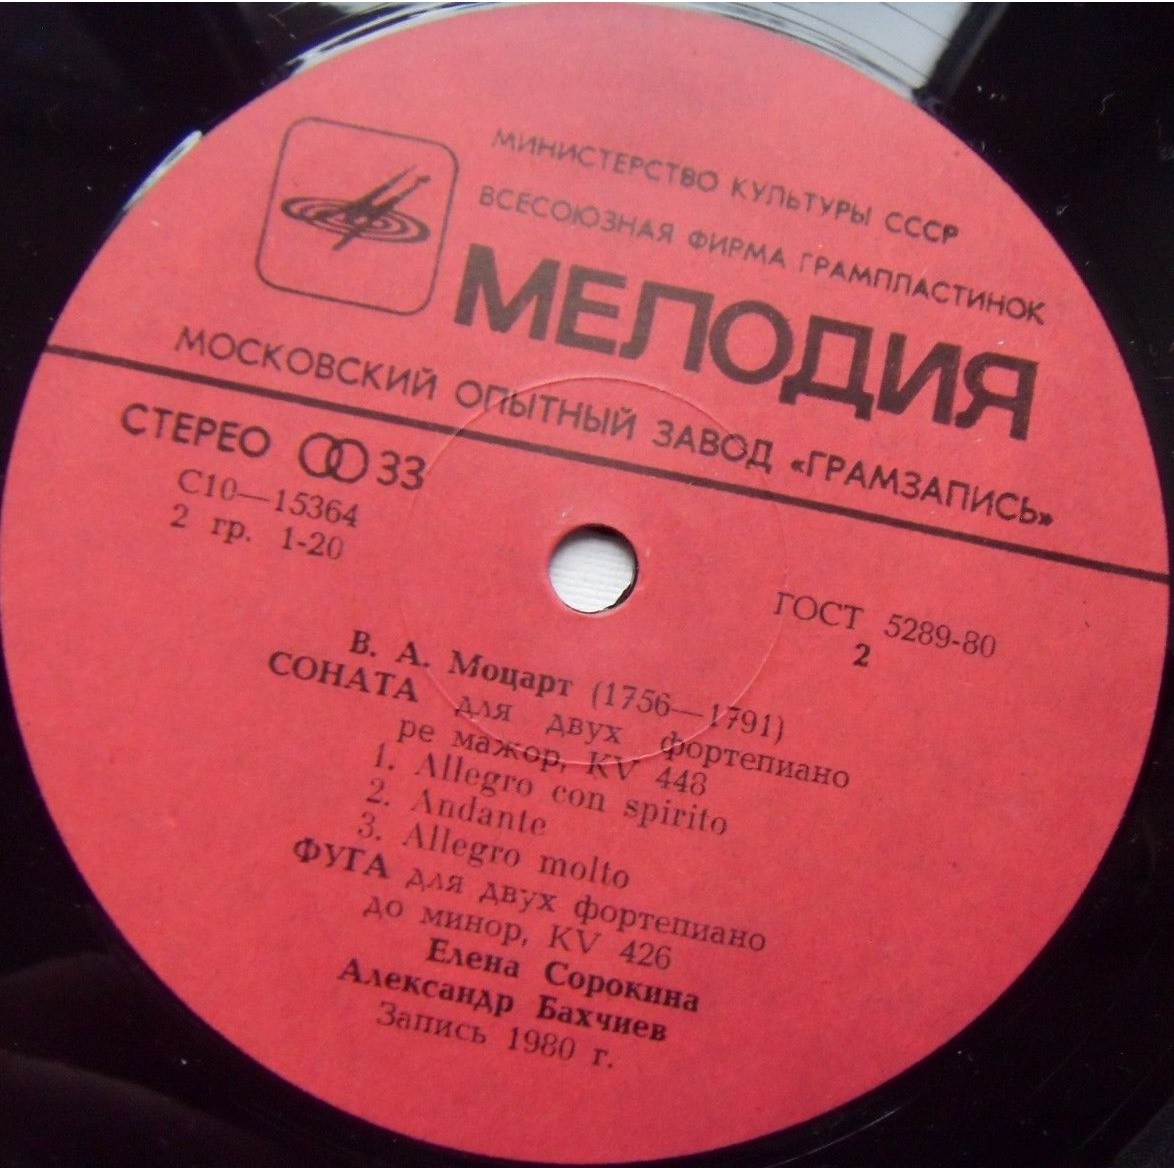 МИНИСТЕРСТВО КУЛЬТУРЫ СССР
ВСЕСОЮЗНАЯ ФИРМА ГРАМПЛАСТИНОК
МЕЛОДИЯ
МОСКОВСКИЙ ОПЫТНЫЙ ЗАВОД «ГРАМЗАПИСЬ»
СТЕРЕО 33
С10—15364
2 гр. 1-20
ГОСТ 5289-80
2
В. А. Моцарт (1756—1791)
СОНАТА для двух фортепиано
ре мажор, KV 448
1. Allegro con spirito
2. Andante
3. Allegro molto
ФУГА для двух фортепиано
до минор, KV 426
Елена Сорокина
Александр Бахчиев
Запись 1980 г.